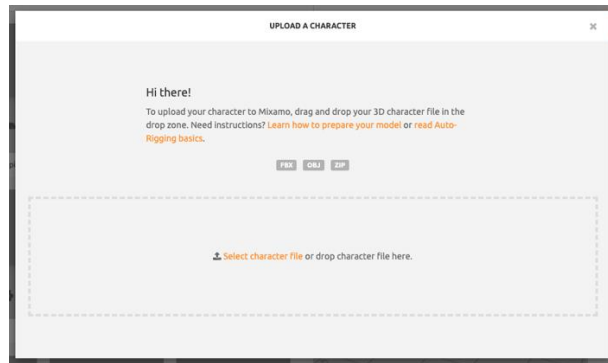 UPLOAD A CHARACTER
Hi there!
To upload your character to Mixamo, drag and drop your 3D character file in the
drop zone. Need instructions? Learn how to prepare your model or read Auto-
Rigging basics.
FBX OBJ ZIP
Select character file or drop character file here.